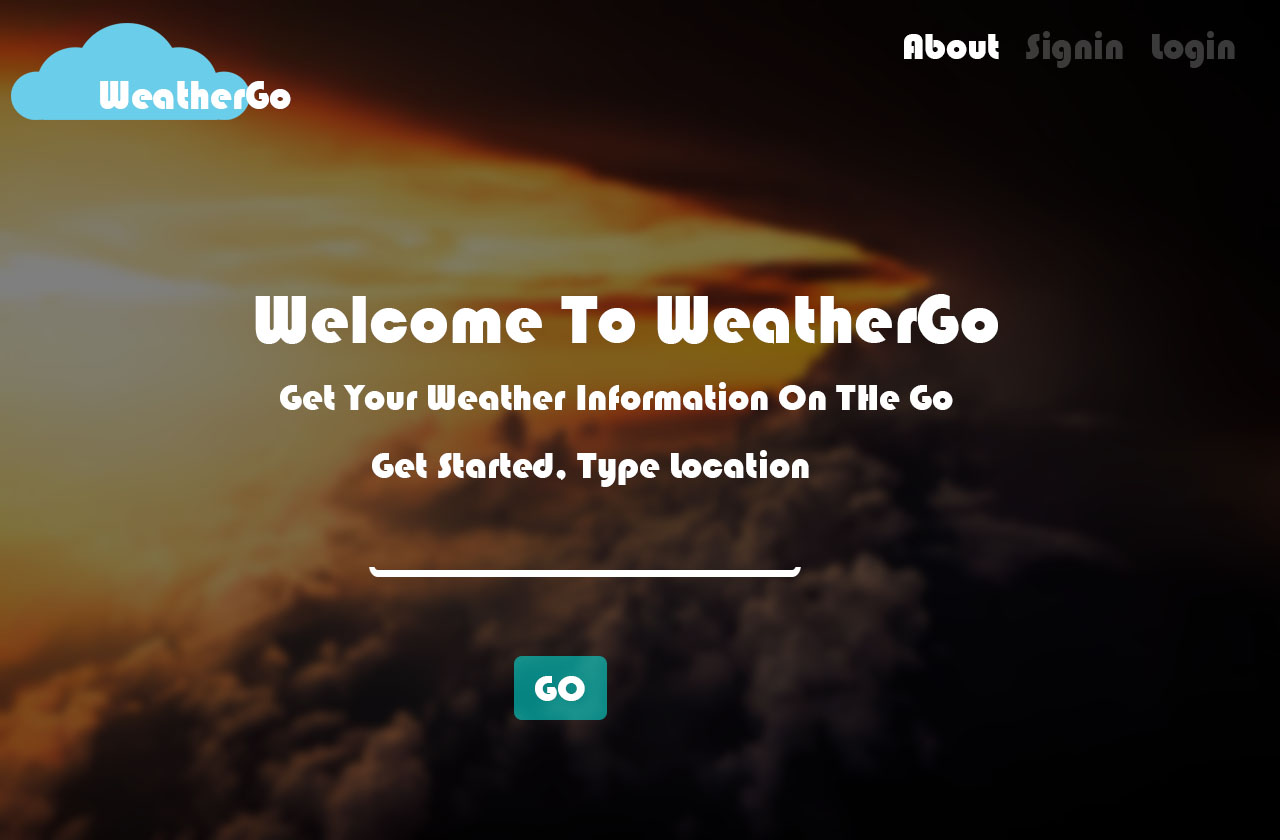 WeatherGo
About Signin Login
Welcome To WeatherGo
Get Your Weather Information On THe Go
Get Started, Type Location
GO